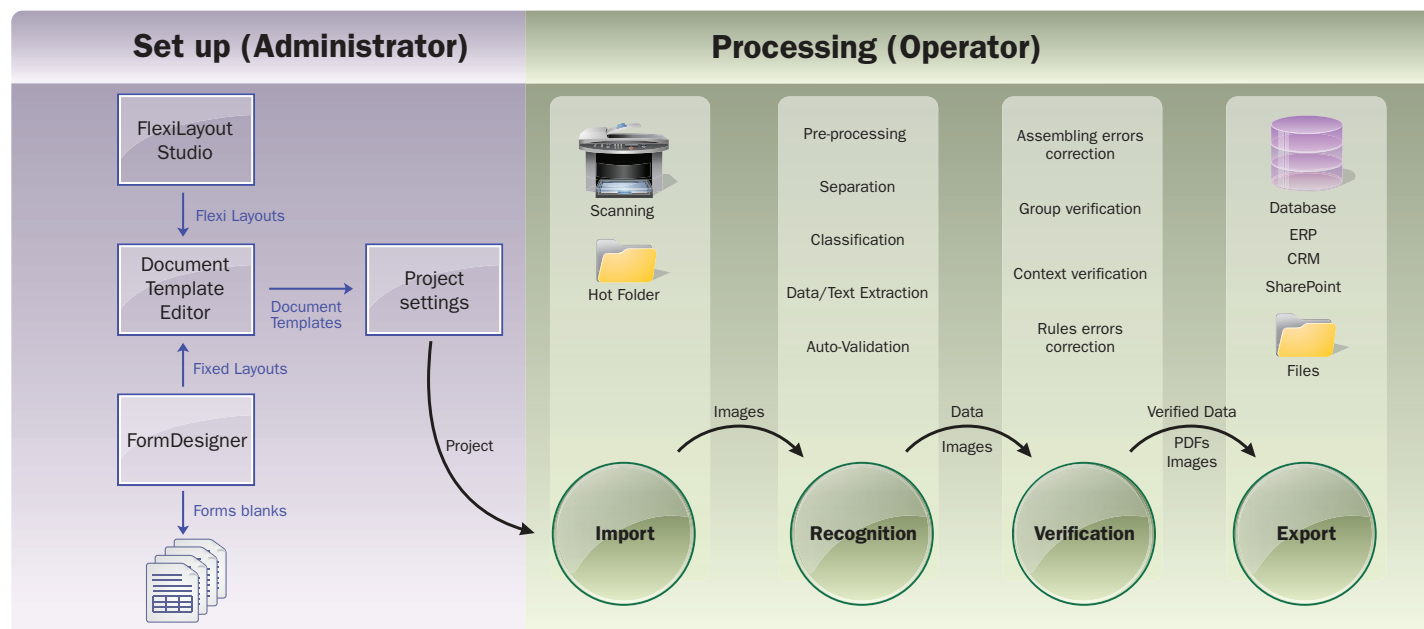 Set up (Administrator)
Processing (Operator)
FlexiLayout
Studio
Flexi Layouts
Document
Template
Editor
Document
Templates
Project
settings
Fixed Layouts
FormDesigner
Forms blanks
Project
Scanning
Hot Folder
Images
Import
Pre-processing
Separation
Classification
Data/Text Extraction
Auto-Validation
Data
Images
Recognition
Assembling errors
correction
Group verification
Context verification
Rules errors
correction
Verified Data
PDFs
Images
Verification
Database
ERP
CRM
SharePoint
Files
Export